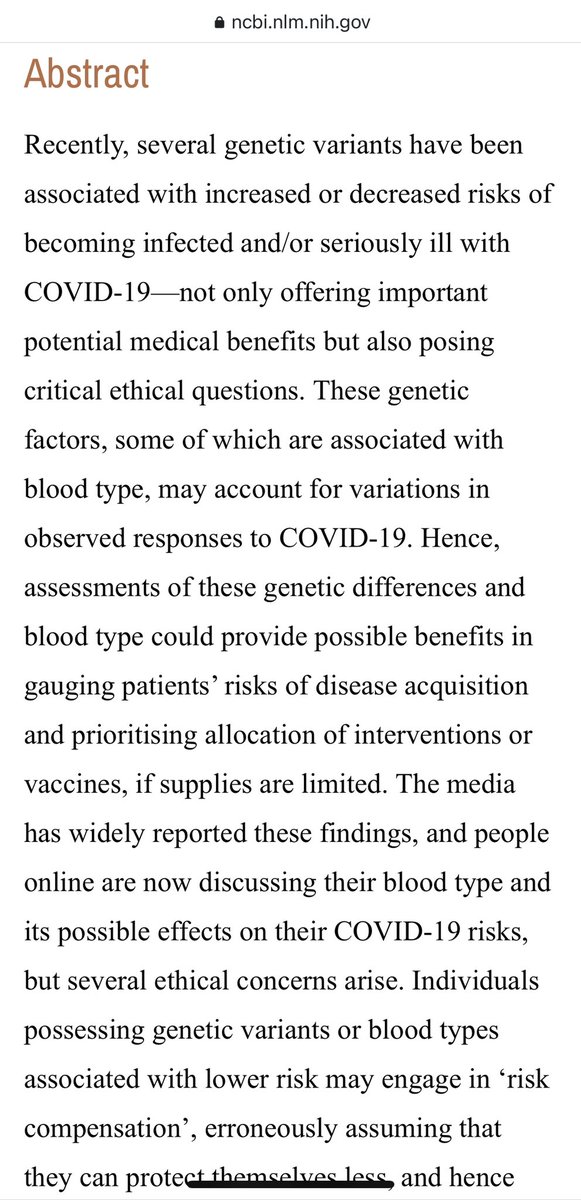 ncbi.nlm.nih.gov
Abstract
Recently, several genetic variants have been
associated with increased or decreased risks of
becoming infected and/or seriously ill with
COVID-19—not only offering important
potential medical benefits but also posing
critical ethical questions. These genetic
factors, some of which are associated with
blood type, may account for variations in
observed responses to COVID-19. Hence,
assessments of these genetic differences and
blood type could provide possible benefits in
gauging patients’ risks of disease acquisition
and prioritising allocation of interventions or
vaccines, if supplies are limited. The media
has widely reported these findings, and people
online are now discussing their blood type and
its possible effects on their COVID-19 risks,
but several ethical concerns arise. Individuals
possessing genetic variants or blood types
associated with lower risk may engage in ‘risk
compensation’, erroneously assuming that
they can protect themselves less, and hence